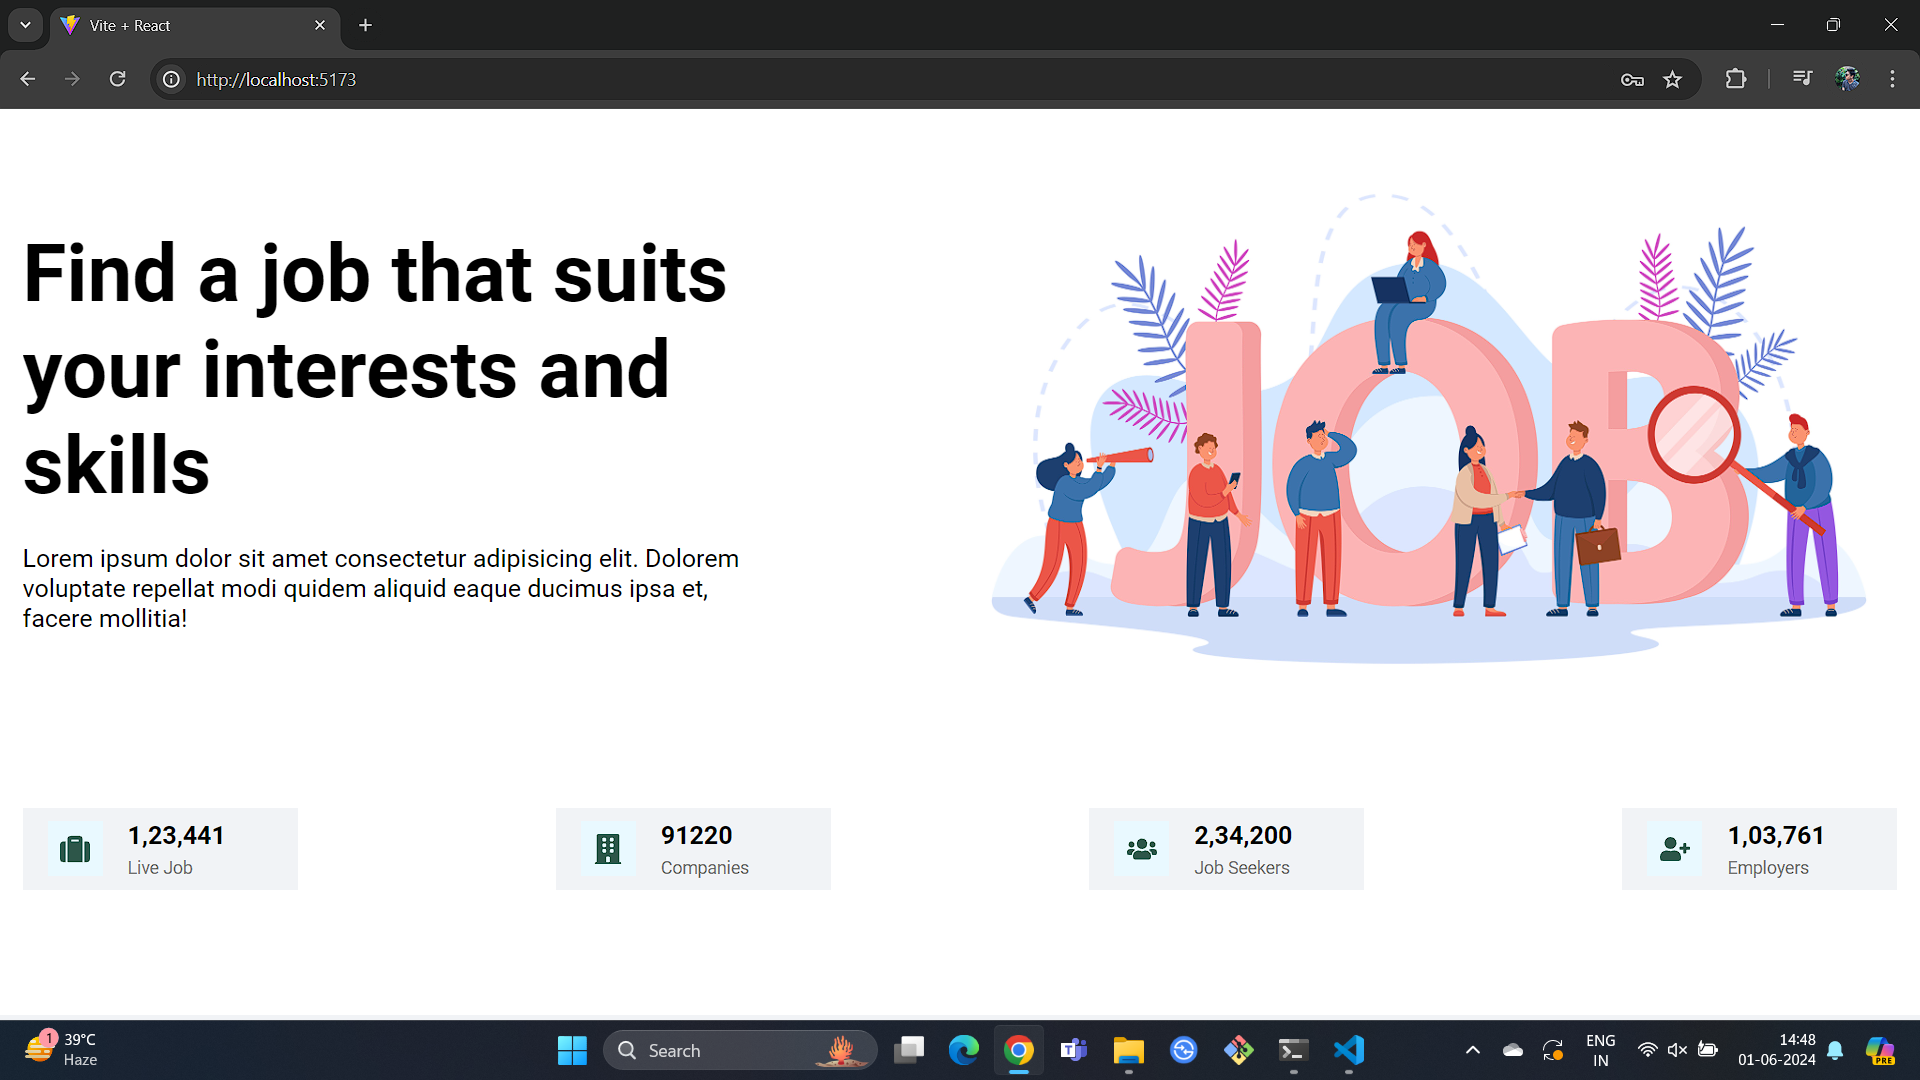 Vite + React
http://localhost:5173
Find a job that suits
your interests and
skills
Lorem ipsum dolor sit amet consectetur adipisicing elit. Dolorem
voluptate repellat modi quidem aliquid eaque ducimus ipsa et,
facere mollitia!
JOB
1,23,441
Live Job
91220
Companies
2,34,200
Job Seekers
1,03,761
Employers
1
39°C
Haze
Search
T
ENG
IN
14:48
01-06-2024
PRE